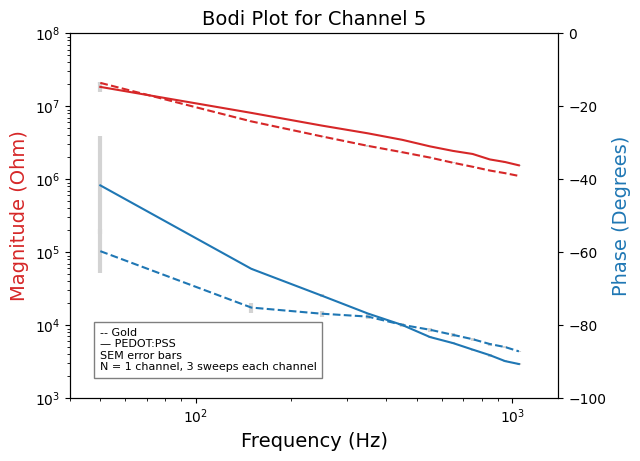 Bodi Plot for Channel 5
Magnitude (Ohm)
10^8
10^7
10^6
10^5
10^4
10^3
-- Gold
— PEDOT:PSS
SEM error bars
N = 1 channel, 3 sweeps each channel
10^2
10^3
Frequency (Hz)
0
−20
−40
−60
−80
−100
Phase (Degrees)